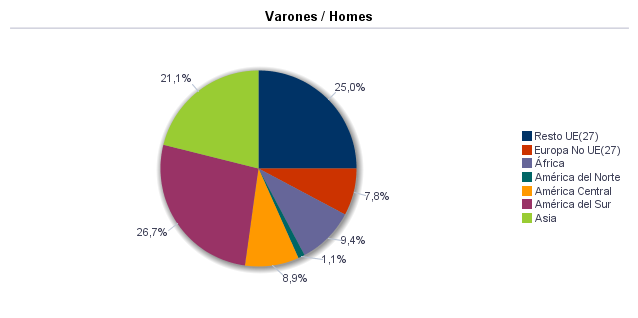 Varones / Homes
21,1%
25,0%
7,8%
9,4%
1,1%
8,9%
26,7%
Resto UE(27)
Europa No UE(27)
África
América del Norte
América Central
América del Sur
Asia